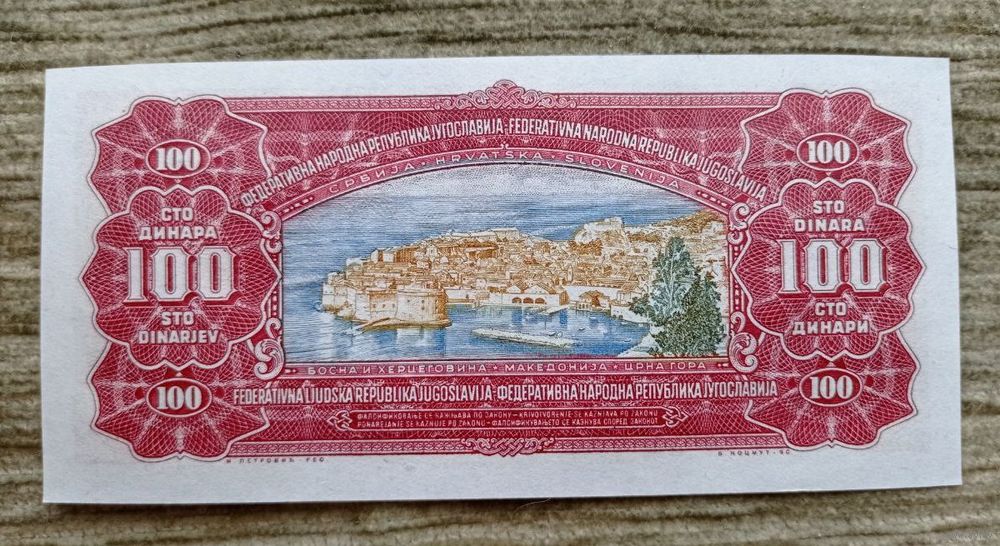 ФЕДЕРАТИВНА НАРОДНА РЕПУБЛИКА ЈУГОСЛАВИЈА-FEDERATIVNA NARODNA REPUBLIKA JUGOSLAVIJA
СРБИЈА • HRVATSKA • SLOVENIJA
100
100
СТО
ДИНАРА
100
STO
DINARJEV
STO
DINARA
100
СТО
ДИНАРИ
БОСНА И ХЕРЦЕГОВИНА • МАКЕДОНИЈА • ЦРНА ГОРА
100
100
FEDERATIVNA LJUDSKA REPUBLIKA JUGOSLAVIJA-ФЕДЕРАТИВНА НАРОДНА РЕПУБЛИКА ЈУГОСЛАВИЈА
ФАЛСИФИКОВАЊЕ СЕ КАЖЊАВА ПО ЗАКОНУ – KRIVOTVORENJE SE KAŽNJAVA PO ZAKONU
PONAREJANJE SE KAZNUJE PO ZAKONU – ФАЛСИФИКУВАЊЕТО СЕ КАЗНУВА СПОРЕД ЗАКОНОТ